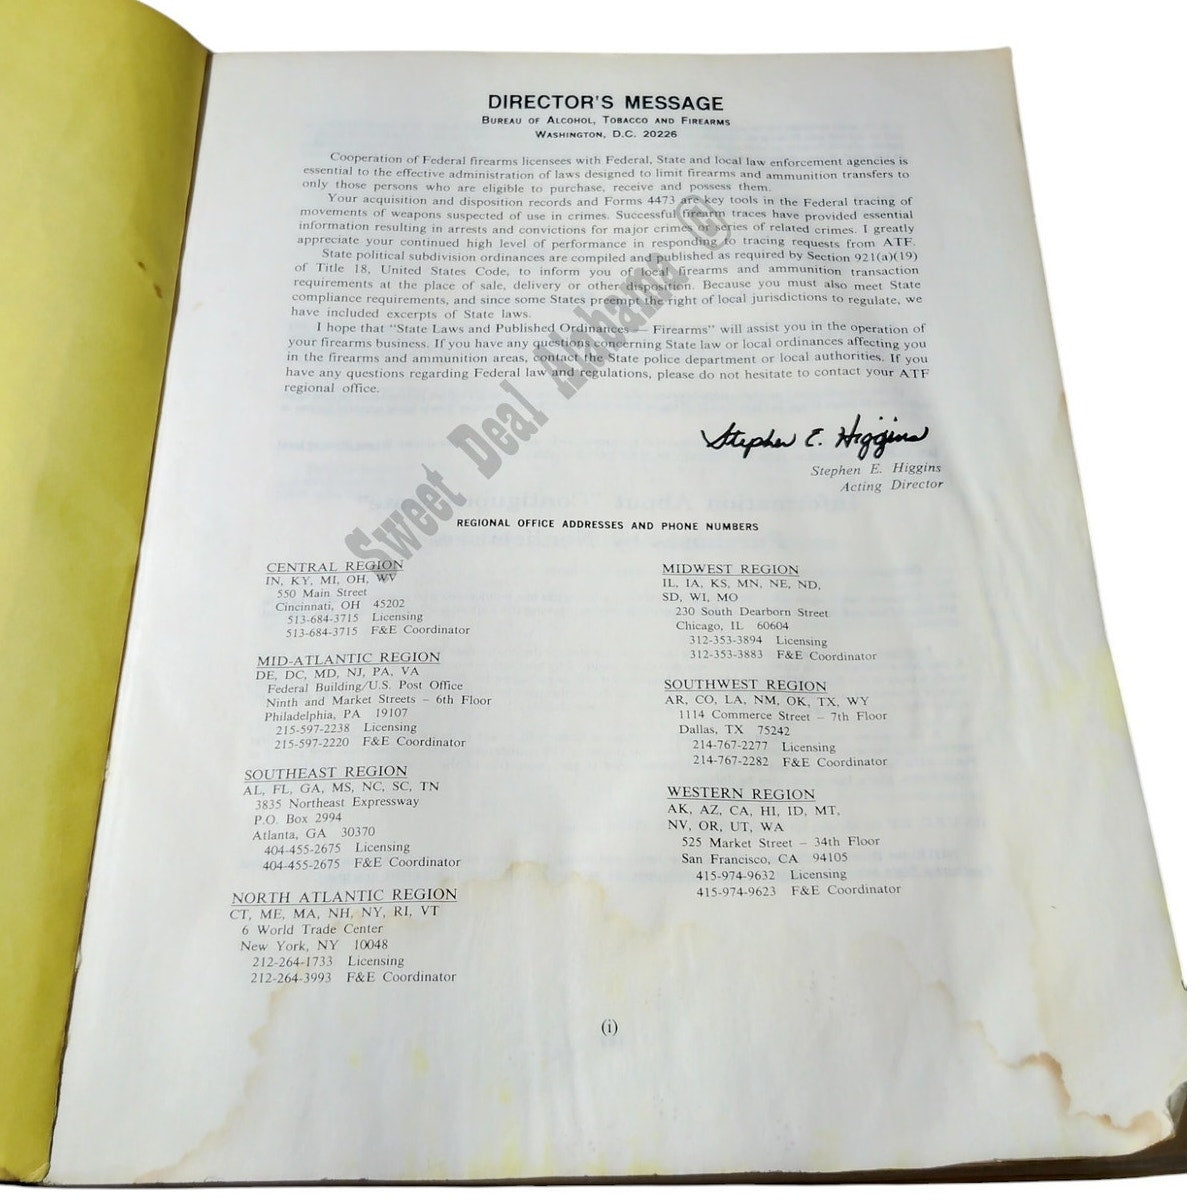 DIRECTOR'S MESSAGE
BUREAU OF ALCOHOL, TOBACCO AND FIREARMS
WASHINGTON, D.C. 20226
Cooperation of Federal firearms licensees with Federal, State and local law enforcement agencies is
essential to the effective administration of laws designed to limit firearms and ammunition transfers to
only those persons who are eligible to purchase, receive and possess them.
Your acquisition and disposition records and Forms 4473 are key tools in the Federal tracing of
movements of weapons suspected of use in crimes. Successful firearm traces have provided essential
information resulting in arrests and convictions for major crimes or series of related crimes. I greatly
appreciate your continued high level of performance in responding to tracing requests from ATF.
State political subdivision ordinances are compiled and published as required by Section 921(a)(19)
of Title 18, United States Code, to inform you of local firearms and ammunition transaction
requirements at the place of sale, delivery or other disposition. Because you must also meet State
compliance requirements, and since some States preempt the right of local jurisdictions to regulate, we
have included excerpts of State laws.
I hope that "State Laws and Published Ordinances — Firearms" will assist you in the operation of
your firearms business. If you have any questions concerning State law or local ordinances affecting you
in the firearms and ammunition areas, contact the State police department or local authorities. If you
have any questions regarding Federal law and regulations, please do not hesitate to contact your ATF
regional office.
Stephen E. Higgins
Stephen E. Higgins
Acting Director
REGIONAL OFFICE ADDRESSES AND PHONE NUMBERS
CENTRAL REGION
IN, KY, MI, OH, WV
550 Main Street
Cincinnati, OH 45202
513-684-3715 Licensing
513-684-3715 F&E Coordinator
MID-ATLANTIC REGION
DE, DC, MD, NJ, PA, VA
Federal Building/U.S. Post Office
Ninth and Market Streets – 6th Floor
Philadelphia, PA 19107
215-597-2238 Licensing
215-597-2220 F&E Coordinator
SOUTHEAST REGION
AL, FL, GA, MS, NC, SC, TN
3835 Northeast Expressway
P.O. Box 2994
Atlanta, GA 30370
404-455-2675 Licensing
404-455-2675 F&E Coordinator
NORTH ATLANTIC REGION
CT, ME, MA, NH, NY, RI, VT
6 World Trade Center
New York, NY 10048
212-264-1733 Licensing
212-264-3993 F&E Coordinator
MIDWEST REGION
IL, IA, KS, MN, NE, ND,
SD, WI, MO
230 South Dearborn Street
Chicago, IL 60604
312-353-3894 Licensing
312-353-3883 F&E Coordinator
SOUTHWEST REGION
AR, CO, LA, NM, OK, TX, WY
1114 Commerce Street – 7th Floor
Dallas, TX 75242
214-767-2277 Licensing
214-767-2282 F&E Coordinator
WESTERN REGION
AK, AZ, CA, HI, ID, MT,
NV, OR, UT, WA
525 Market Street – 34th Floor
San Francisco, CA 94105
415-974-9632 Licensing
415-974-9623 F&E Coordinator
(i)
Sweet Deal Alabama ©